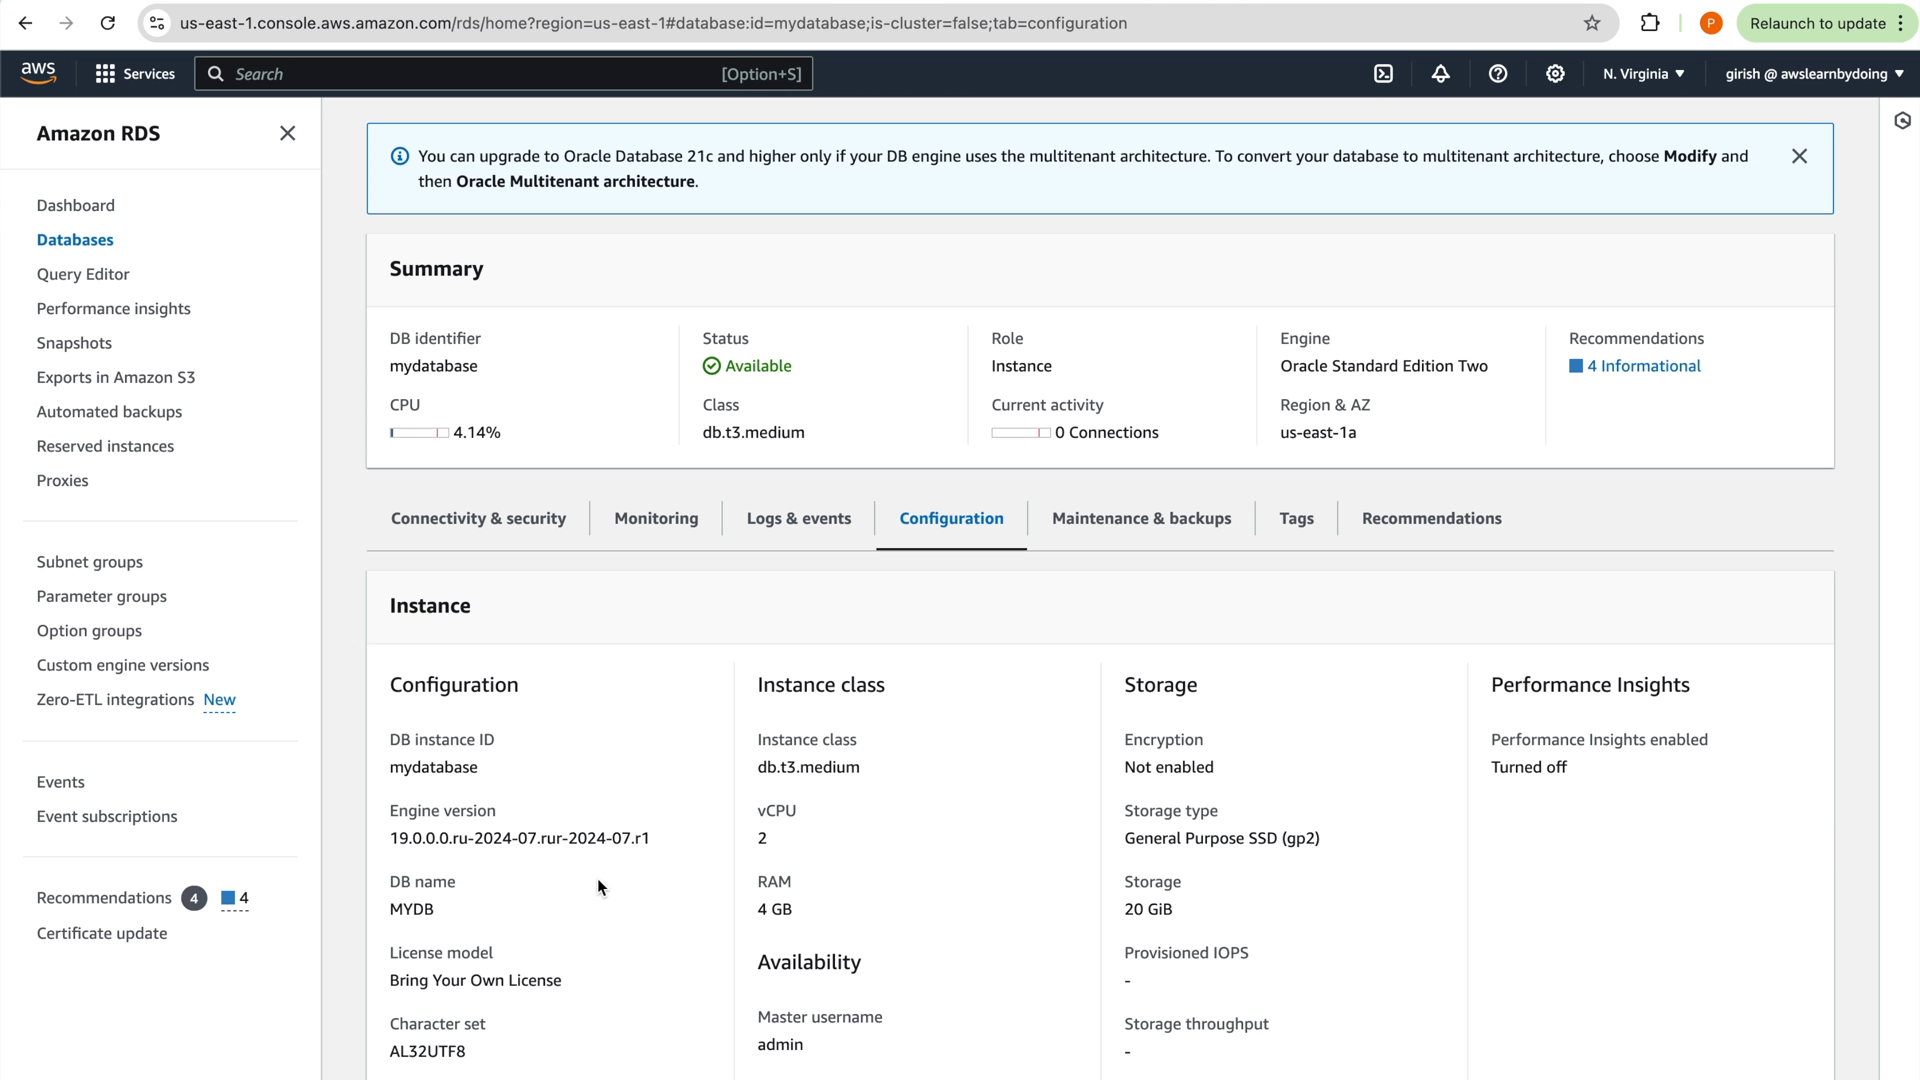 us-east-1.console.aws.amazon.com/rds/home?region=us-east-1#database:id=mydatabase;is-cluster=false;tab=configuration
P
Relaunch to update
aws
Services
Search
[Option+S]
N. Virginia
girish @ awslearnbydoing
Amazon RDS
Dashboard
Databases
Query Editor
Performance insights
Snapshots
Exports in Amazon S3
Automated backups
Reserved instances
Proxies
Subnet groups
Parameter groups
Option groups
Custom engine versions
Zero-ETL integrations New
Events
Event subscriptions
Recommendations 4 4
Certificate update
You can upgrade to Oracle Database 21c and higher only if your DB engine uses the multitenant architecture. To convert your database to multitenant architecture, choose Modify and
then Oracle Multitenant architecture.
Summary
DB identifier
mydatabase
CPU
4.14%
Status
Available
Class
db.t3.medium
Role
Instance
Current activity
0 Connections
Engine
Oracle Standard Edition Two
Region & AZ
us-east-1a
Recommendations
4 Informational
Connectivity & security
Monitoring
Logs & events
Configuration
Maintenance & backups
Tags
Recommendations
Instance
Configuration
DB instance ID
mydatabase
Engine version
19.0.0.0.ru-2024-07.rur-2024-07.r1
DB name
MYDB
License model
Bring Your Own License
Character set
AL32UTF8
Instance class
Instance class
db.t3.medium
vCPU
2
RAM
4 GB
Availability
Master username
admin
Storage
Encryption
Not enabled
Storage type
General Purpose SSD (gp2)
Storage
20 GiB
Provisioned IOPS
-
Storage throughput
-
Performance Insights
Performance Insights enabled
Turned off